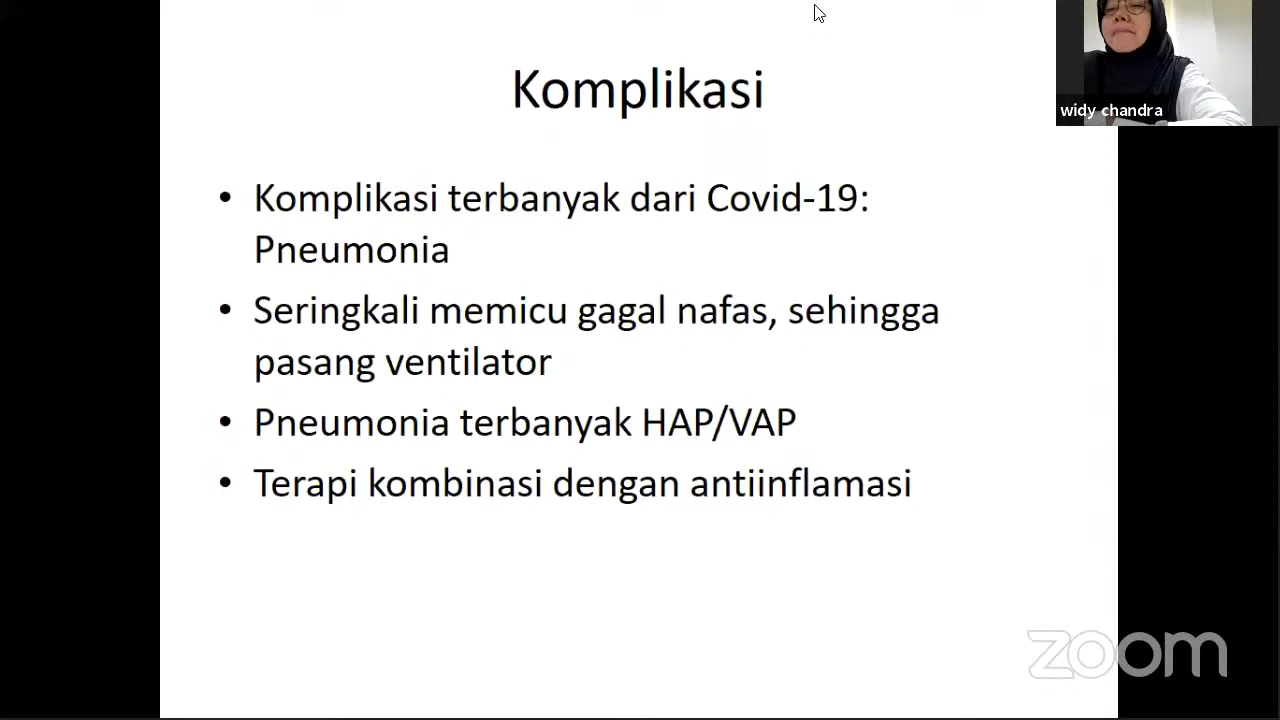 Komplikasi
widy chandra
• Komplikasi terbanyak dari Covid-19:
Pneumonia
• Seringkali memicu gagal nafas, sehingga
pasang ventilator
• Pneumonia terbanyak HAP/VAP
• Terapi kombinasi dengan antiinflamasi
zoom